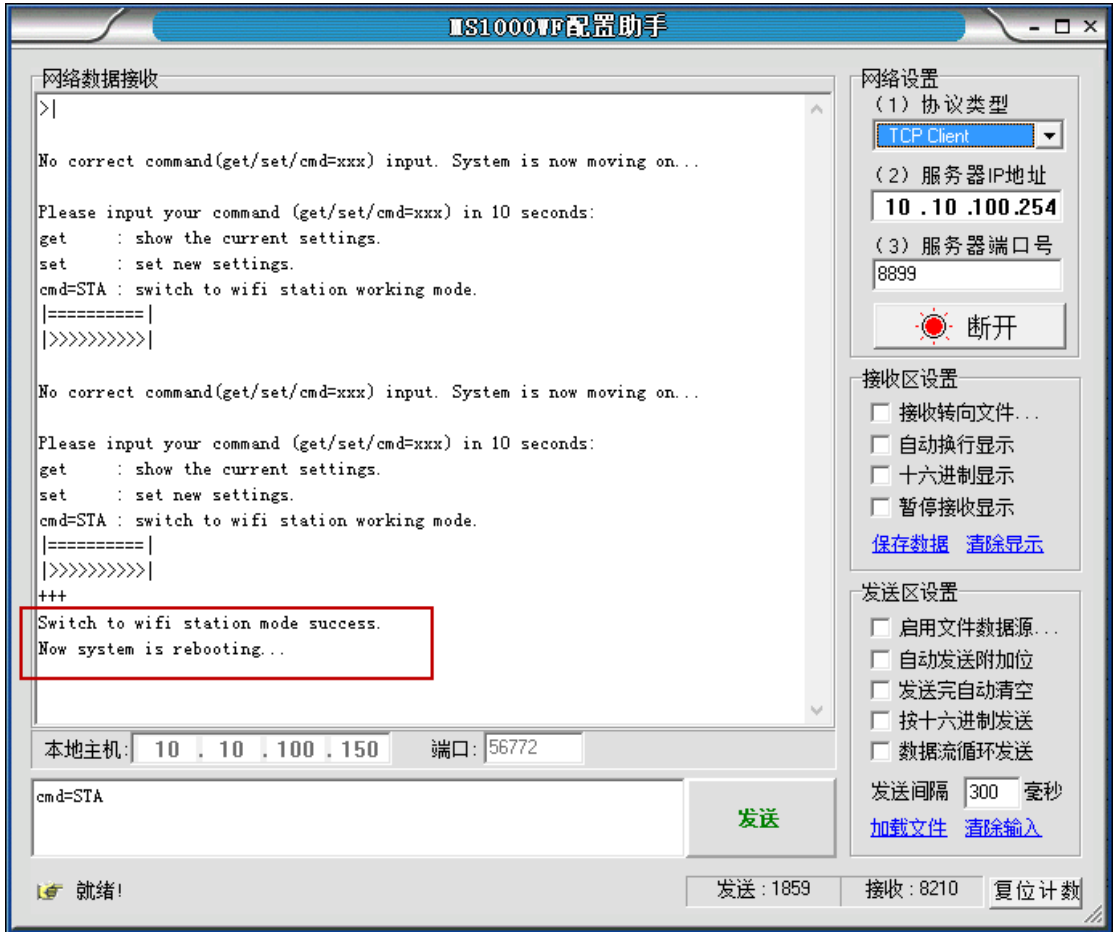 MS1000WF配置助手
网络数据接收
>|
No correct command(get/set/cmd=xxx) input. System is now moving on...
Please input your command (get/set/cmd=xxx) in 10 seconds:
get : show the current settings.
set : set new settings.
cmd=STA : switch to wifi station working mode.
|==========|
|>>>>>>>>>>|
No correct command(get/set/cmd=xxx) input. System is now moving on...
Please input your command (get/set/cmd=xxx) in 10 seconds:
get : show the current settings.
set : set new settings.
cmd=STA : switch to wifi station working mode.
|==========|
|>>>>>>>>>>|
+++
Switch to wifi station mode success.
Now system is rebooting...
本地主机: 10 . 10 . 100 . 150 端口: 56772
cmd=STA
发送
网络设置
(1) 协议类型
TCP Client
(2) 服务器IP地址
10 . 10 .100 .254
(3) 服务器端口号
8899
断开
接收区设置
接收转向文件...
自动换行显示
十六进制显示
暂停接收显示
保存数据 清除显示
发送区设置
启用文件数据源...
自动发送附加位
发送完自动清空
按十六进制发送
数据流循环发送
发送间隔 300 毫秒
加载文件 清除输入
就绪! 发送 : 1859 接收 : 8210 复位计数